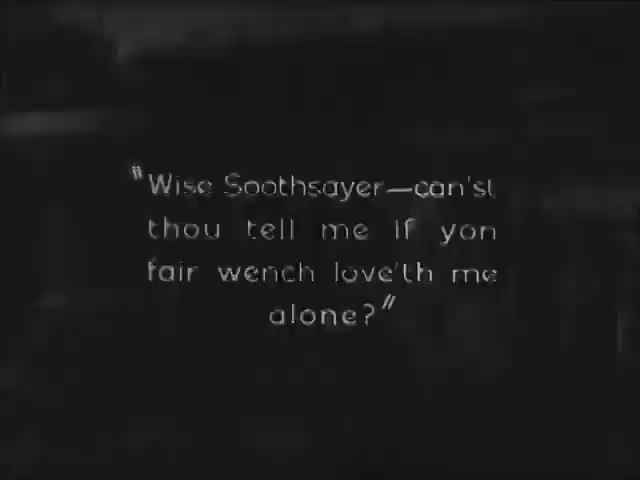 "Wise Soothsayer—can'st
thou tell me if yon
fair wench love'th me
alone?"